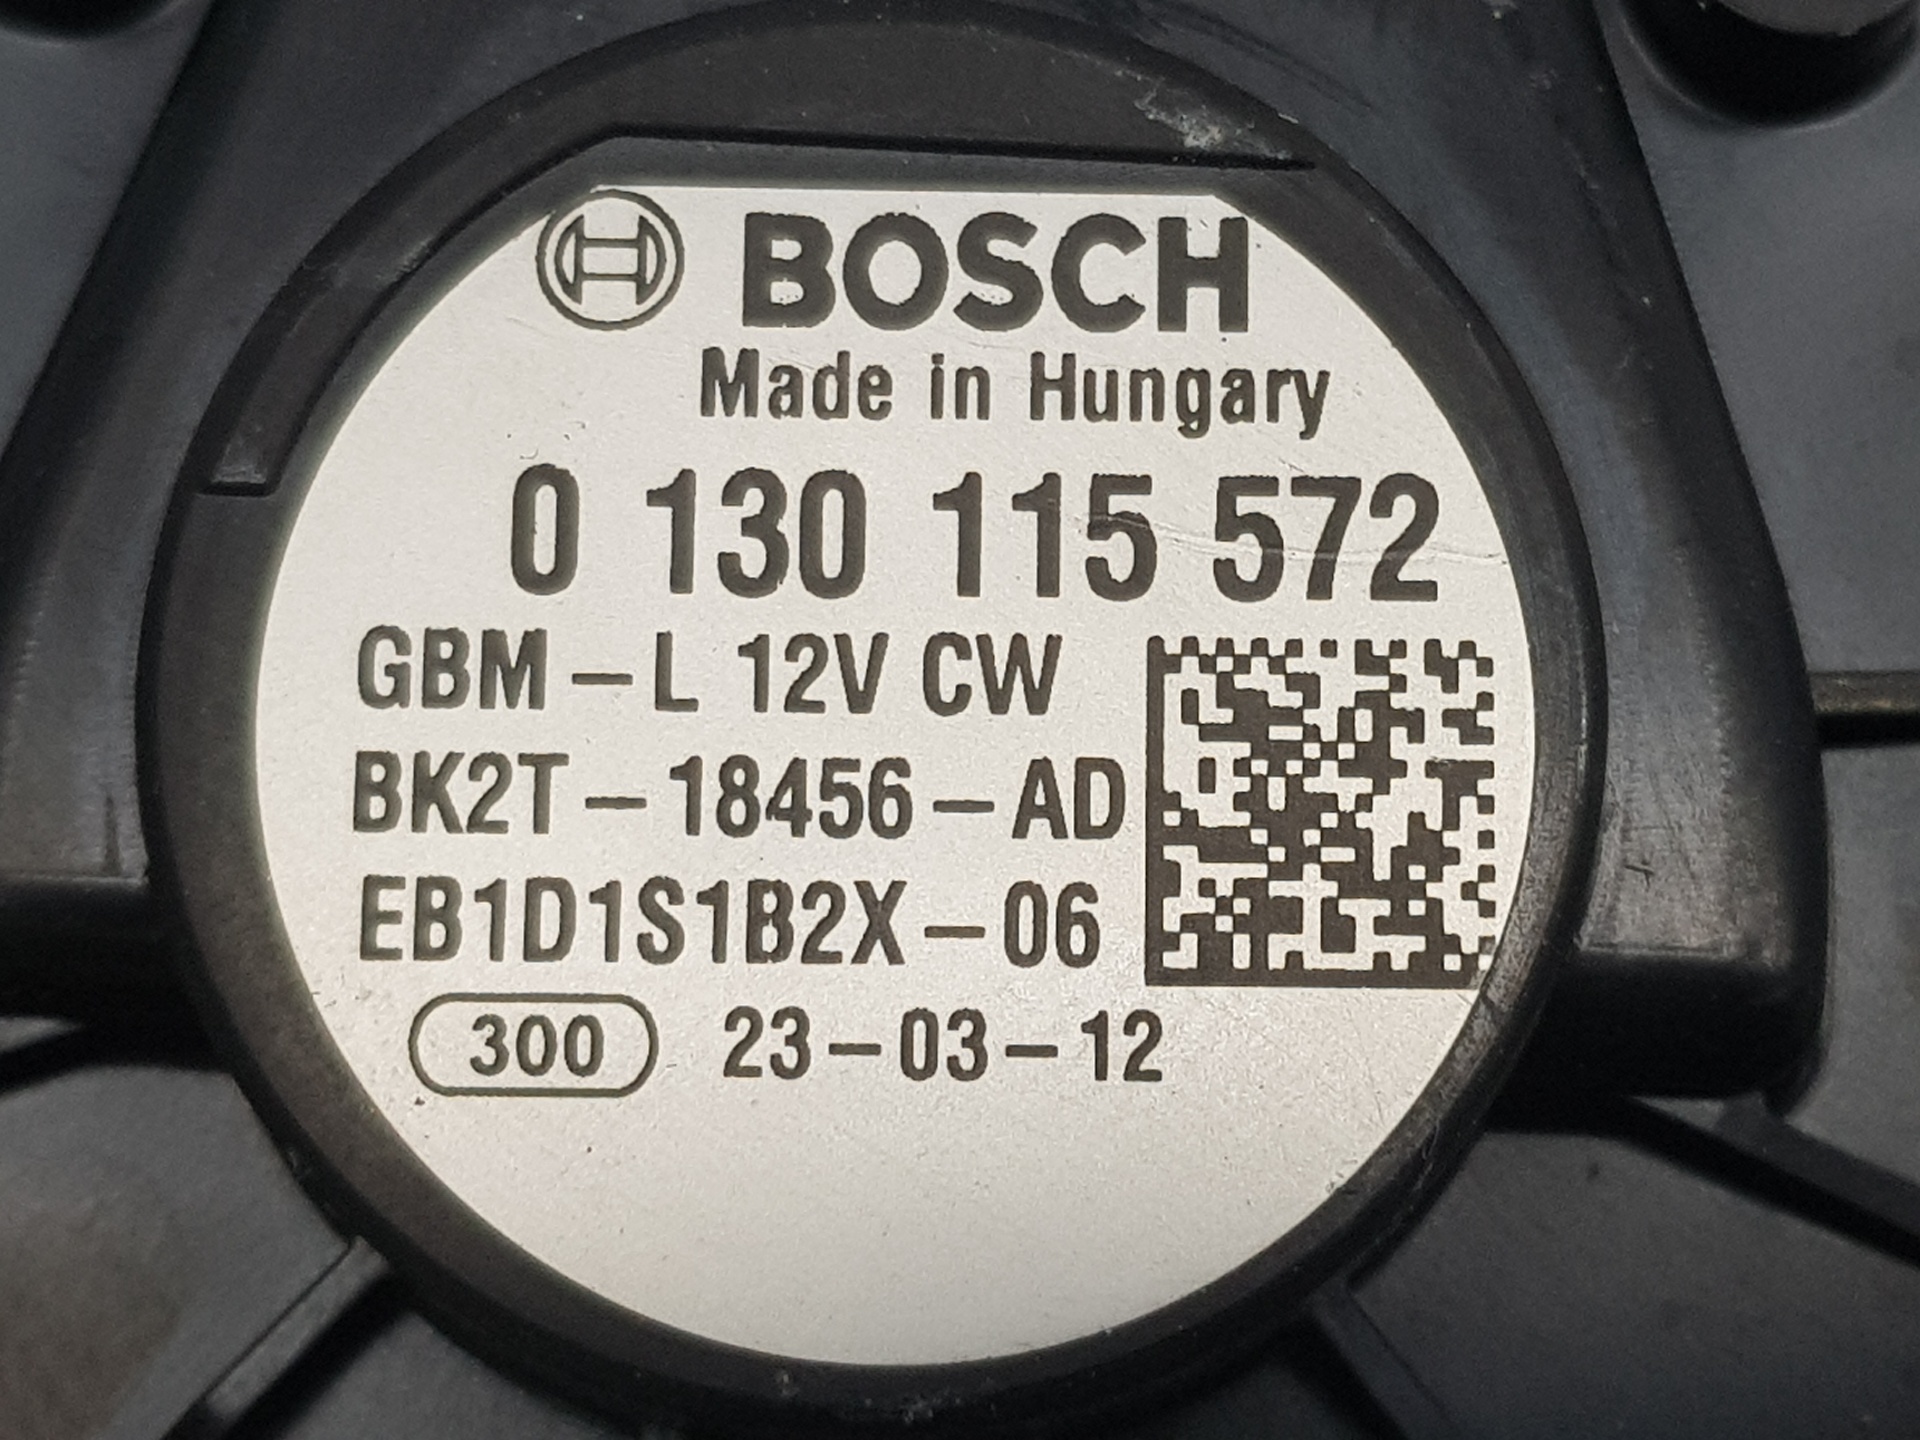 BOSCH
Made in Hungary
0 130 115 572
GBM-L 12V CW
BK2T-18456-AD
EB1D1S1B2X-06
300 23-03-12